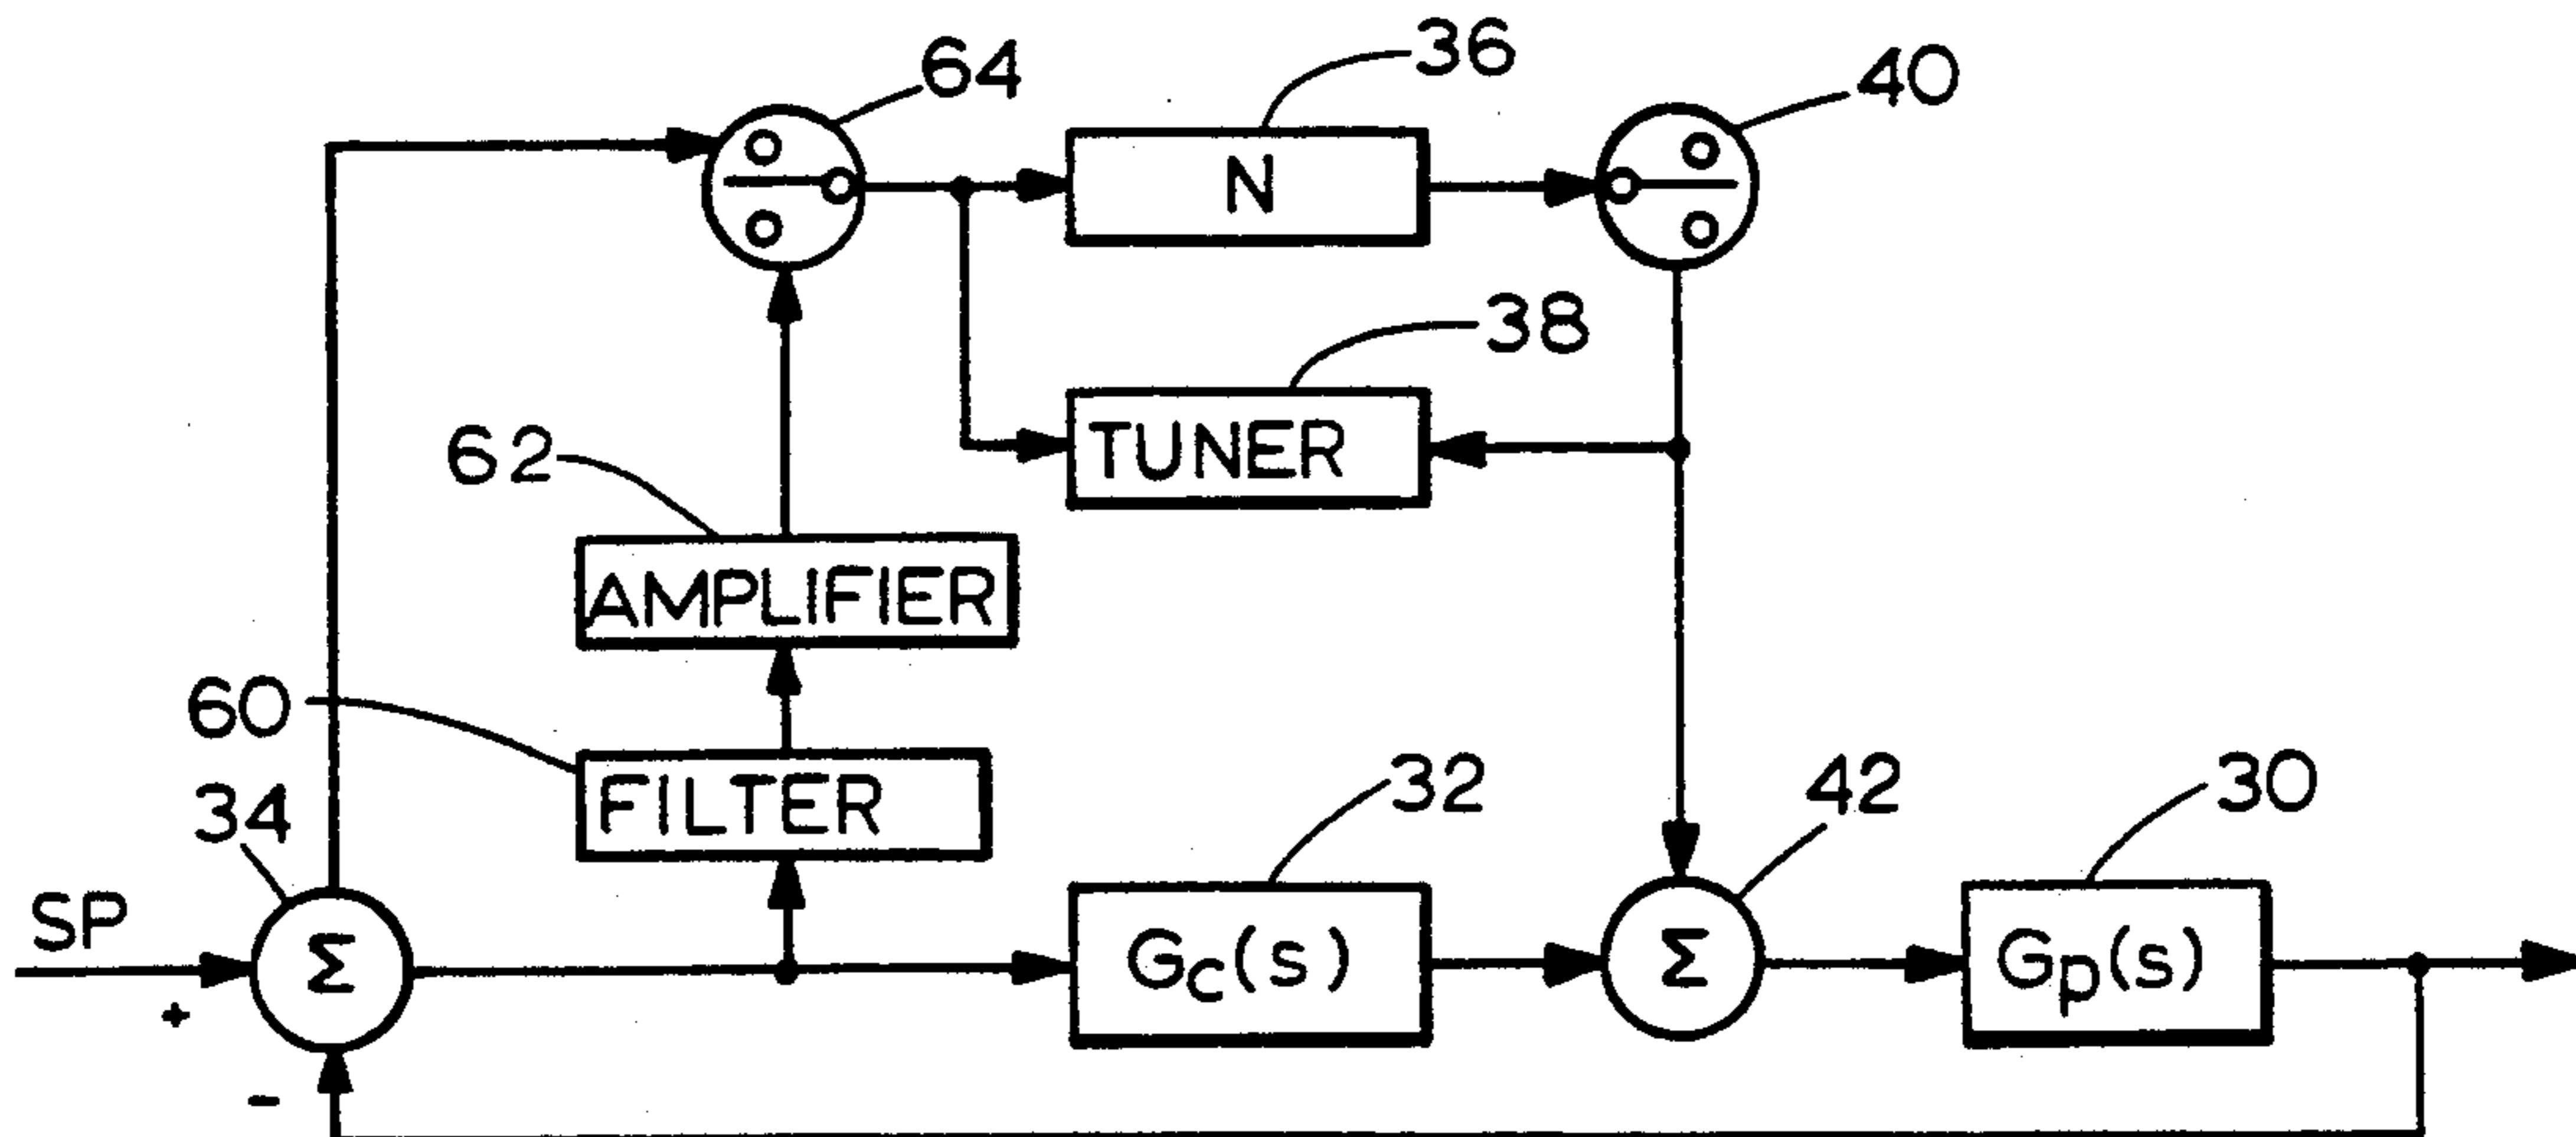 64
36
40
N
38
62
TUNER
AMPLIFIER
60
34
FILTER
32
42
30
SP
Σ
Gc(s)
Σ
Gp(s)
+
-